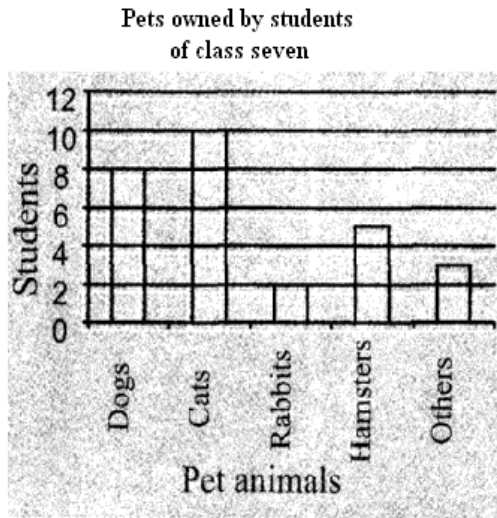 Pets owned by students
of class seven
12
10
8
6
4
2
0
Students
Dogs
Cats
Rabbits
Hamsters
Others
Pet animals